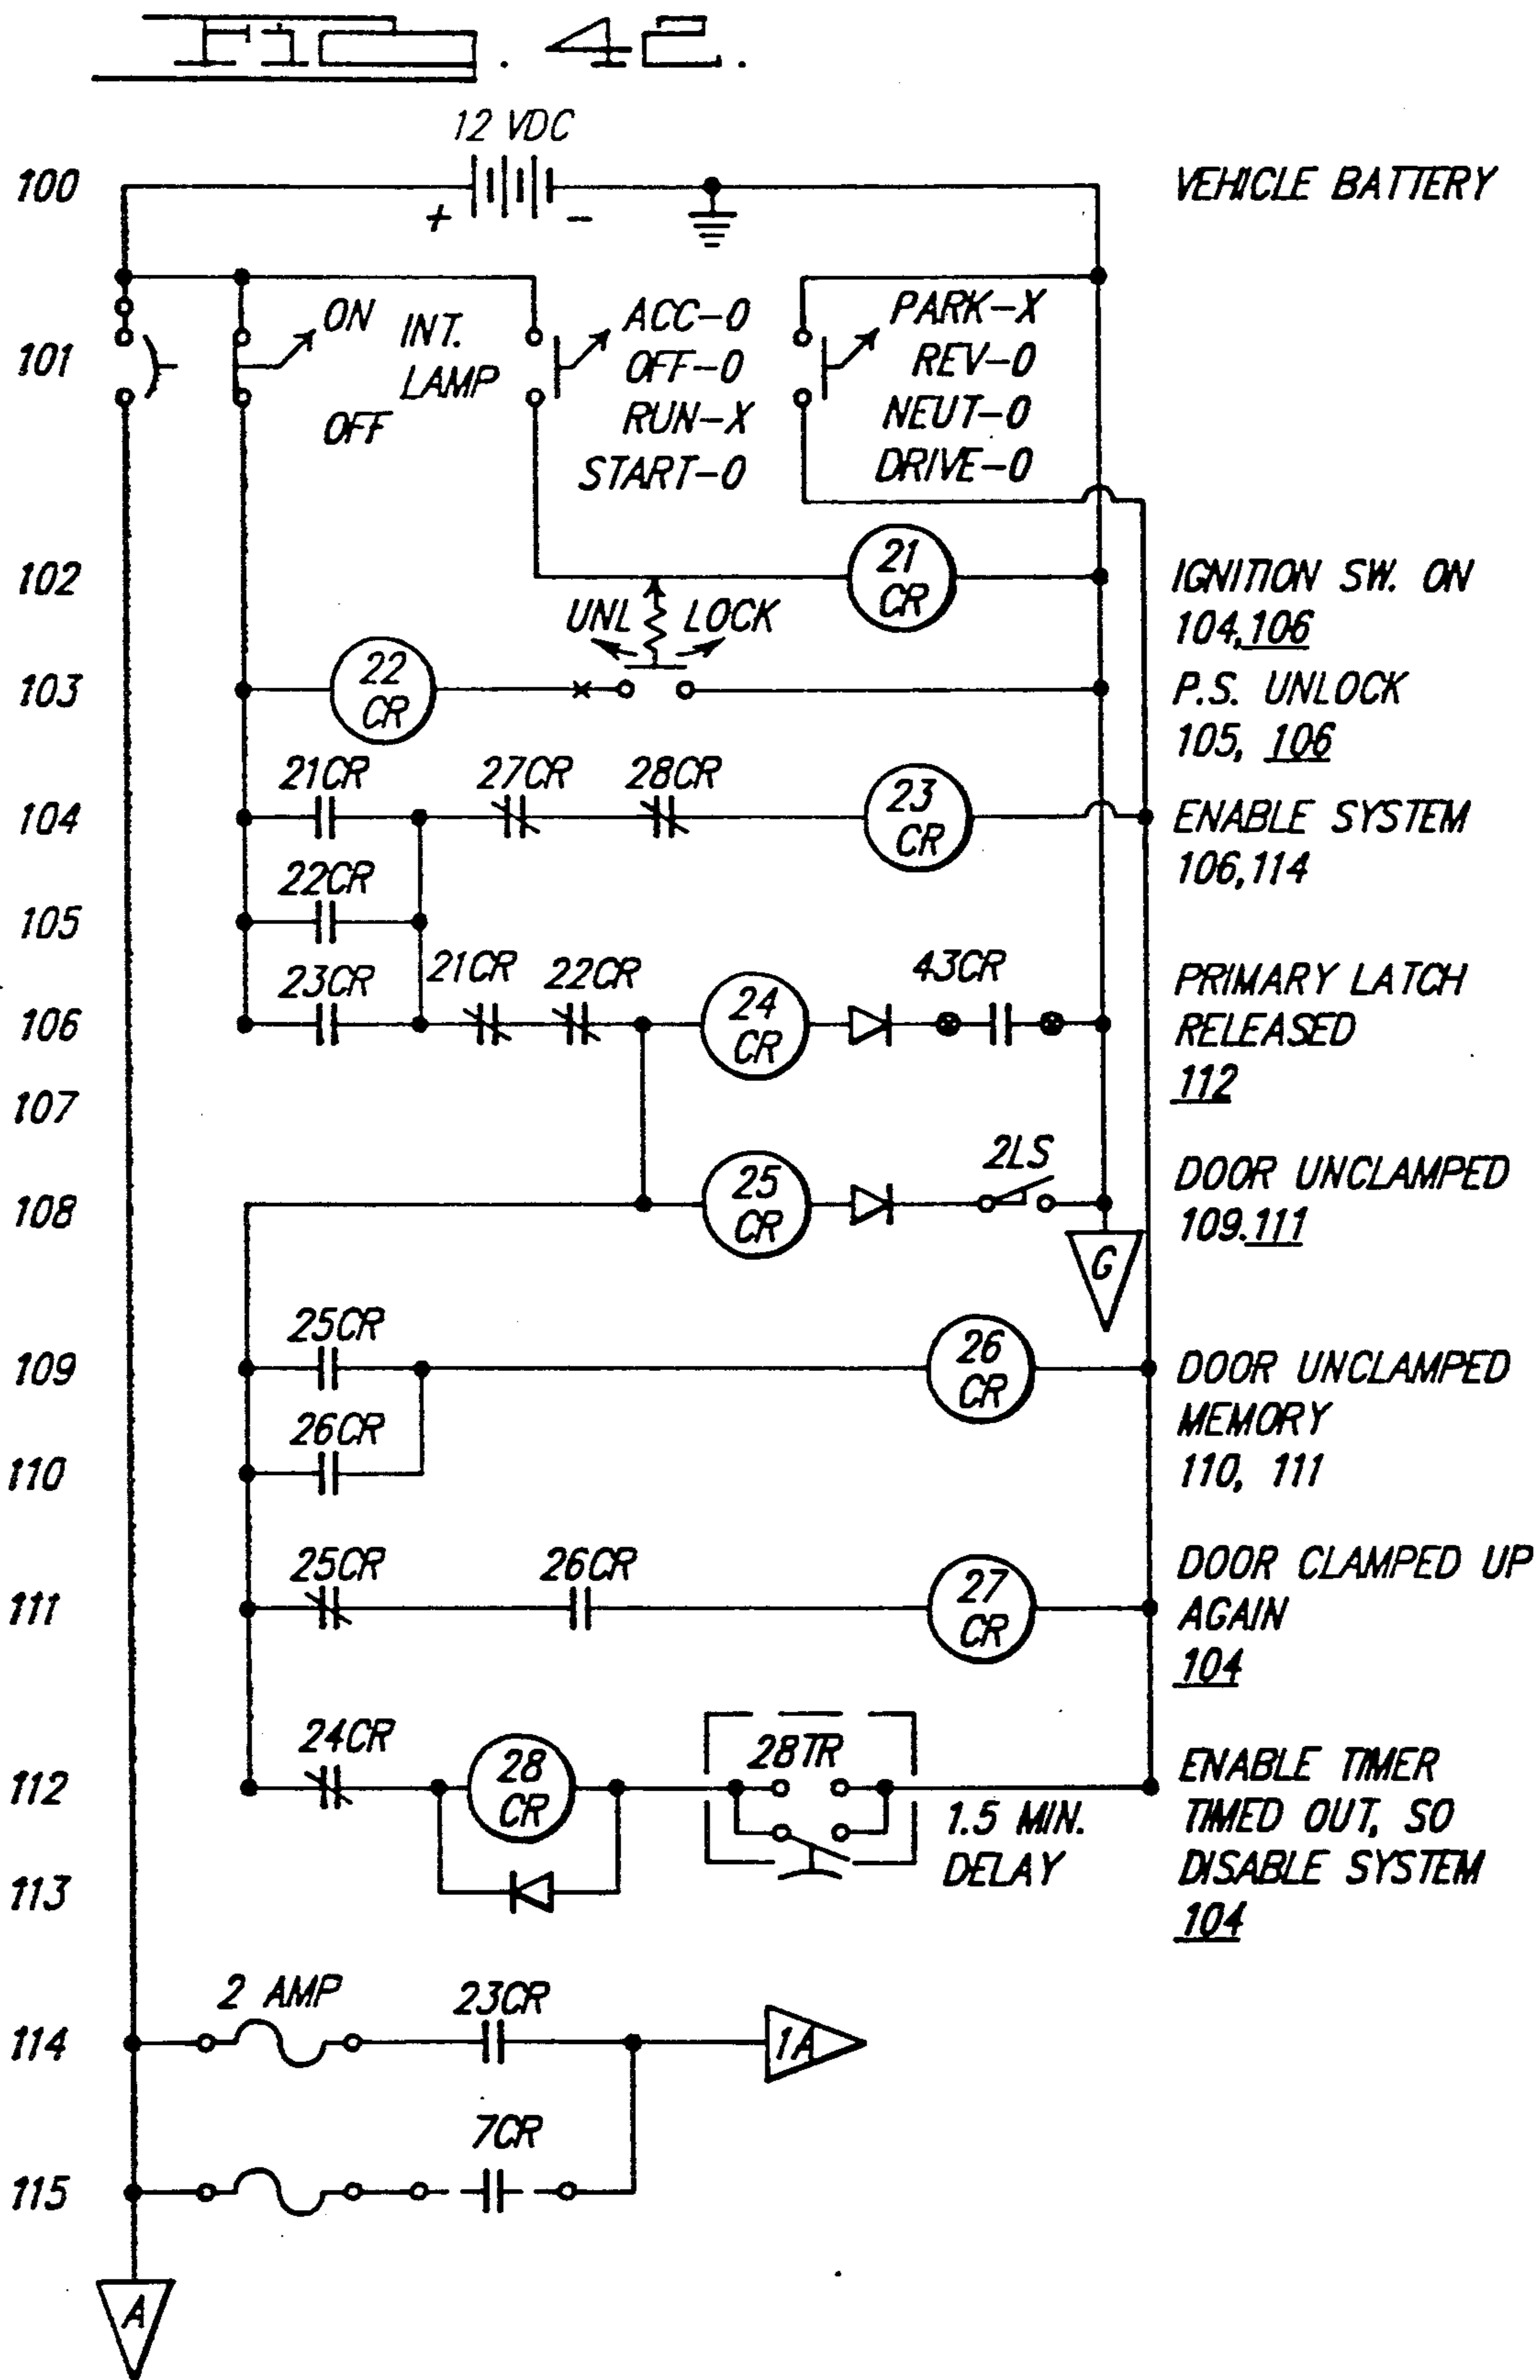 FIG. 42.
12 VDC
100 + - VEHICLE BATTERY
101 ON INT. LAMP OFF
ACC-0
OFF-0
RUN-X
START-0
PARK-X
REV-0
NEUT-0
DRIVE-0
102 21 CR IGNITION SW. ON
104,106
UNL LOCK
103 22 CR P.S. UNLOCK
105, 106
21CR 27CR 28CR
104 23 CR ENABLE SYSTEM
106,114
22CR
105
23CR 21CR 22CR 43CR
106 24 CR PRIMARY LATCH
RELEASED
112
107
2LS
108 25 CR DOOR UNCLAMPED
109.111
G
25CR
109 26 CR DOOR UNCLAMPED
MEMORY
110, 111
26CR
110
25CR 26CR
111 27 CR DOOR CLAMPED UP
AGAIN
104
24CR 28TR
112 28 CR ENABLE TIMER
TIMED OUT, SO
DISABLE SYSTEM
104
1.5 MIN.
DELAY
113
2 AMP 23CR
114 1A
7CR
115
A